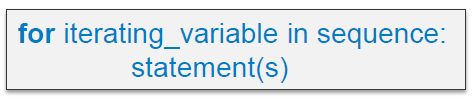 for iterating_variable in sequence:
statement(s)